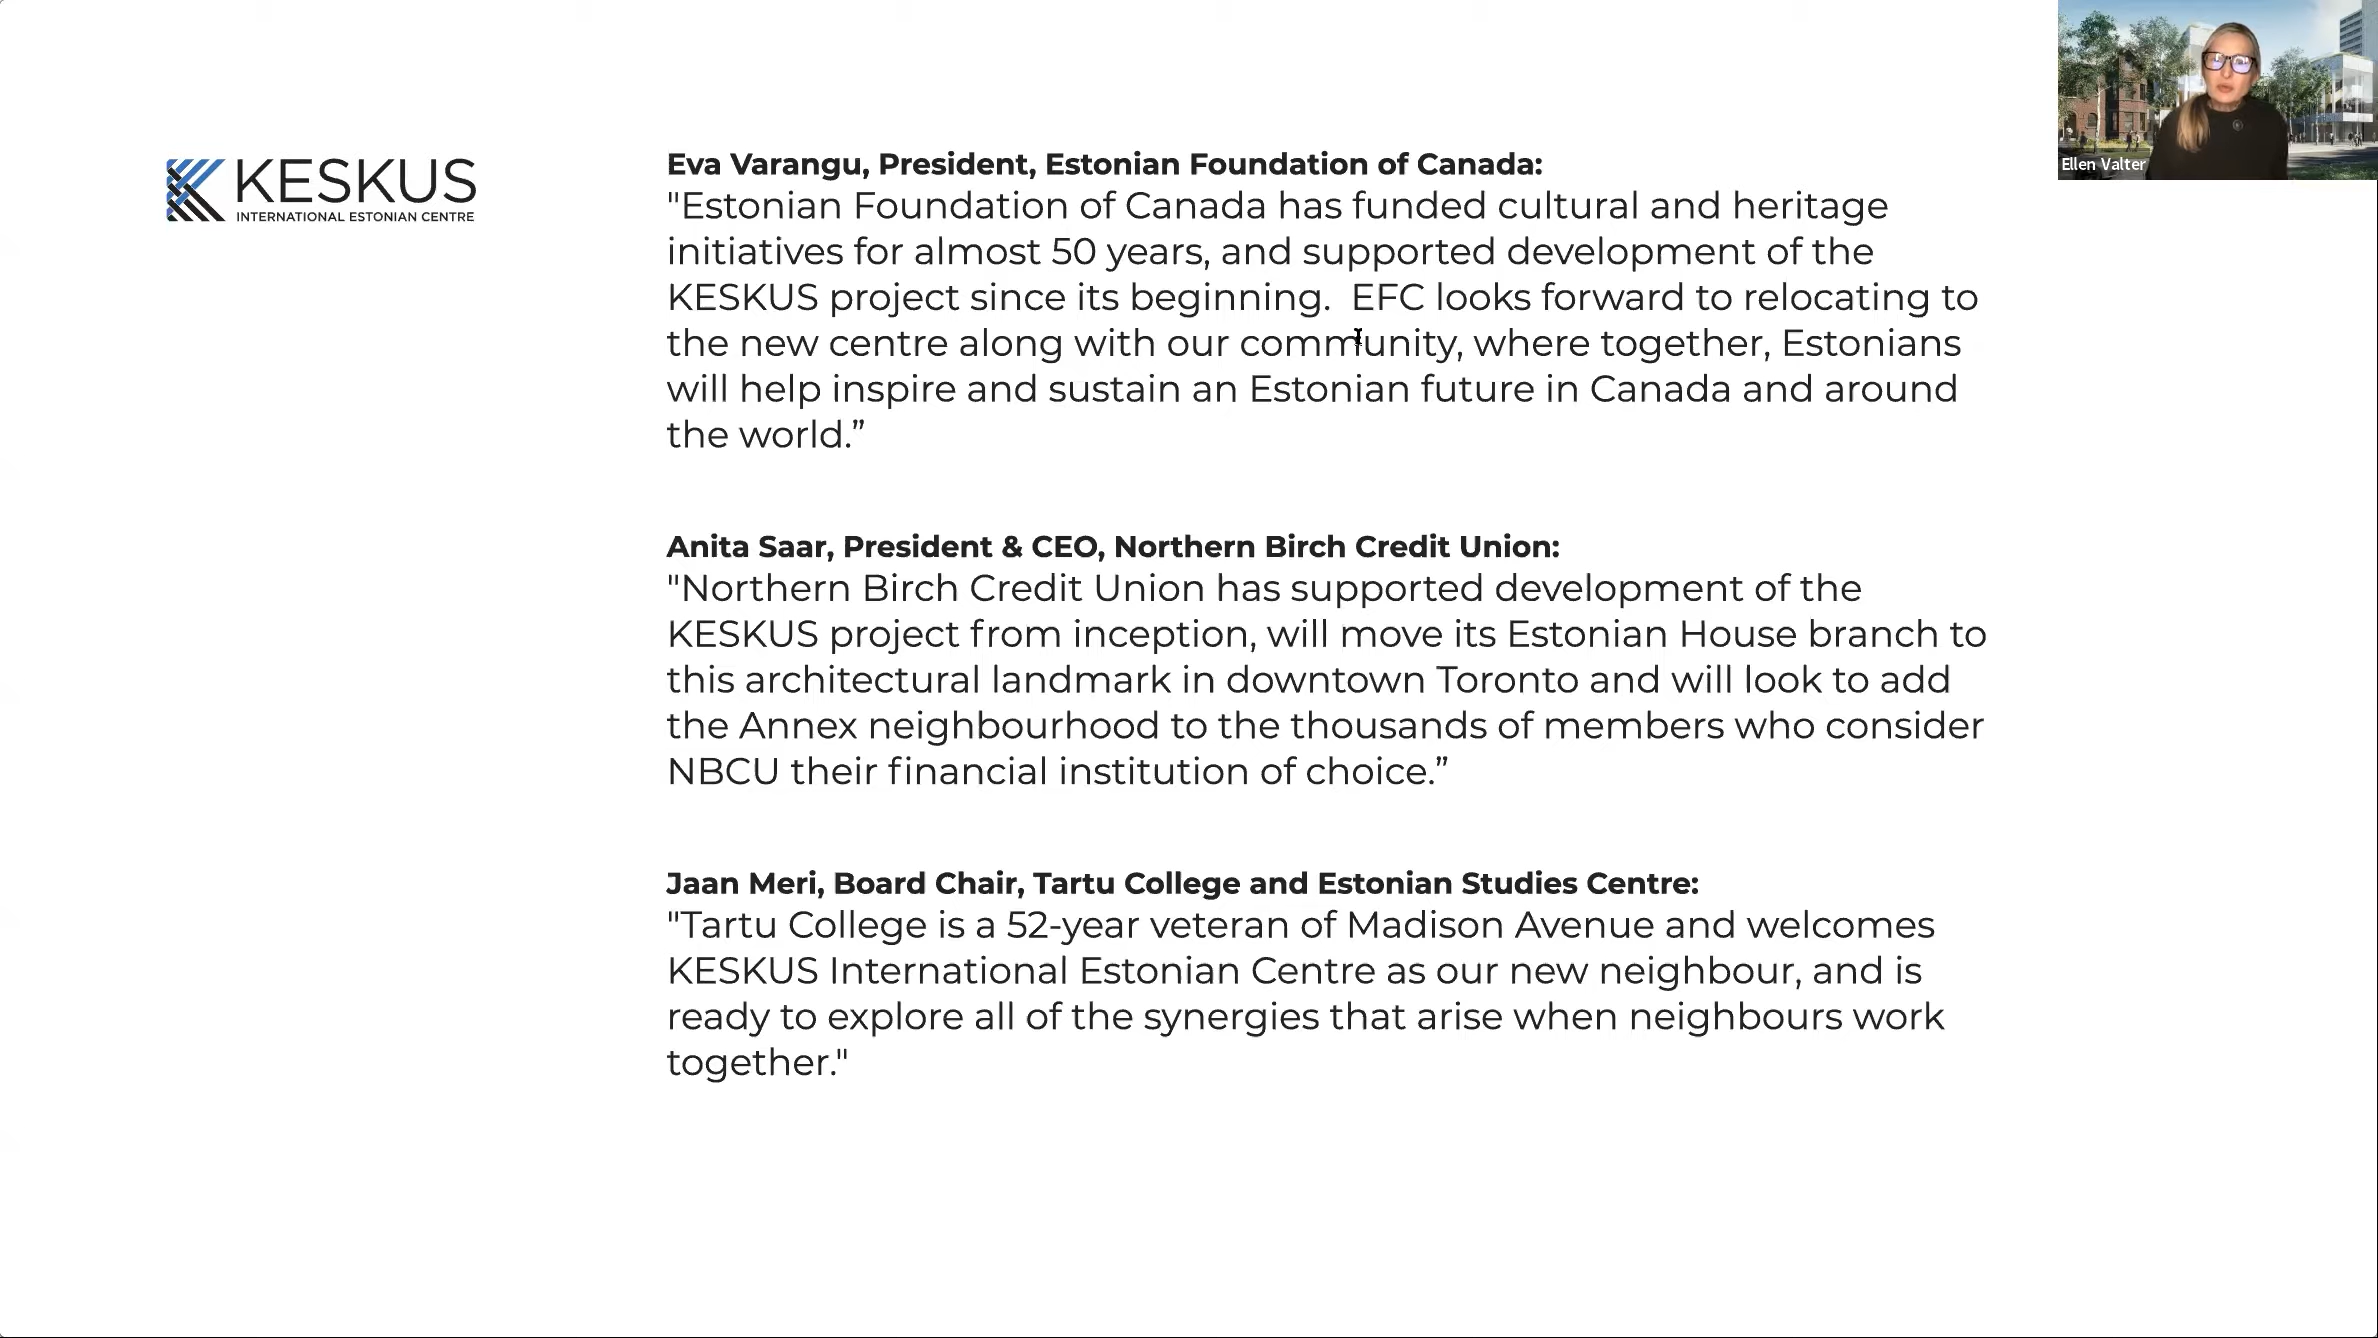 KESKUS
INTERNATIONAL ESTONIAN CENTRE
Eva Varangu, President, Estonian Foundation of Canada:
"Estonian Foundation of Canada has funded cultural and heritage
initiatives for almost 50 years, and supported development of the
KESKUS project since its beginning.  EFC looks forward to relocating to
the new centre along with our community, where together, Estonians
will help inspire and sustain an Estonian future in Canada and around
the world.”
Anita Saar, President & CEO, Northern Birch Credit Union:
"Northern Birch Credit Union has supported development of the
KESKUS project from inception, will move its Estonian House branch to
this architectural landmark in downtown Toronto and will look to add
the Annex neighbourhood to the thousands of members who consider
NBCU their financial institution of choice.”
Jaan Meri, Board Chair, Tartu College and Estonian Studies Centre:
"Tartu College is a 52-year veteran of Madison Avenue and welcomes
KESKUS International Estonian Centre as our new neighbour, and is
ready to explore all of the synergies that arise when neighbours work
together."
Ellen Valter